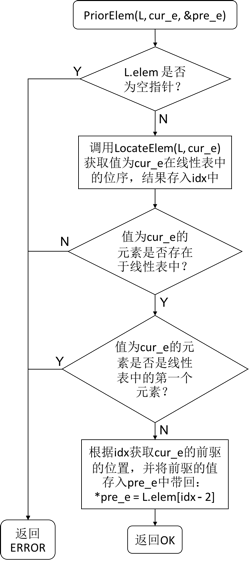 PriorElem(L, cur_e, &pre_e)
Y
L.elem 是否
为空指针?
N
调用LocateElem(L, cur_e)
获取值为cur_e在线性表中
的位序，结果存入idx中
N
值为cur_e的
元素是否存在
于线性表中?
Y
Y
值为cur_e的元
素是否是线性
表中的第一个
元素?
N
根据idx获取cur_e的前驱
的位置，并将前驱的值
存入pre_e中带回:
*pre_e = L.elem[idx - 2]
返回
ERROR
返回OK